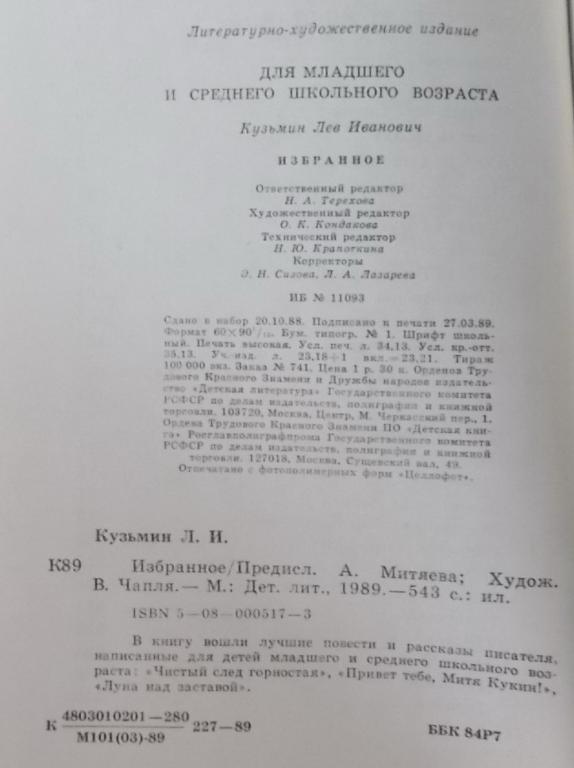 Литературно-художественное издание
ДЛЯ МЛАДШЕГО
И СРЕДНЕГО ШКОЛЬНОГО ВОЗРАСТА
Кузьмин Лев Иванович
ИЗБРАННОЕ
Ответственный редактор
Н. А. Терехова
Художественный редактор
О. К. Кондакова
Технический редактор
Н. Ю. Крапоткина
Корректоры
Э. Н. Сизова, Л. А. Лазарева
ИБ № 11093
Сдано в набор 20.10.88. Подписано к печати 27.03.89.
Формат 60×90¹/₁₆. Бум. типогр. № 1. Шрифт школь-
ный. Печать высокая. Усл. печ. л. 34,13. Усл. кр.-отт.
35,13. Уч.-изд. л. 23,18+1 вкл.=23,21. Тираж
100 000 экз. Заказ № 741. Цена 1 р. 30 к. Орденов Тру-
дового Красного Знамени и Дружбы народов издатель-
ство «Детская литература» Государственного комитета
РСФСР по делам издательств, полиграфии и книжной
торговли. 103720, Москва, Центр, М. Черкасский пер., 1.
Ордена Трудового Красного Знамени ПО «Детская кни-
га» Росглавполиграфпрома Государственного комитета
РСФСР по делам издательств, полиграфии и книжной
торговли. 127018, Москва, Сущевский вал, 49.
Отпечатано с фотополимерных форм «Целлофот».
Кузьмин Л. И.
К89 Избранное/Предисл. А. Митяева; Худож.
В. Чапля.— М.: Дет. лит., 1989.—543 с.: ил.
ISBN 5—08—000517—3
В книгу вошли лучшие повести и рассказы писателя,
написанные для детей младшего и среднего школьного воз-
раста: «Чистый след горностая», «Привет тебе, Митя Кукин!»,
«Луна над заставой».
К 4803010201—280/М101(03)-89 227—89
ББК 84Р7